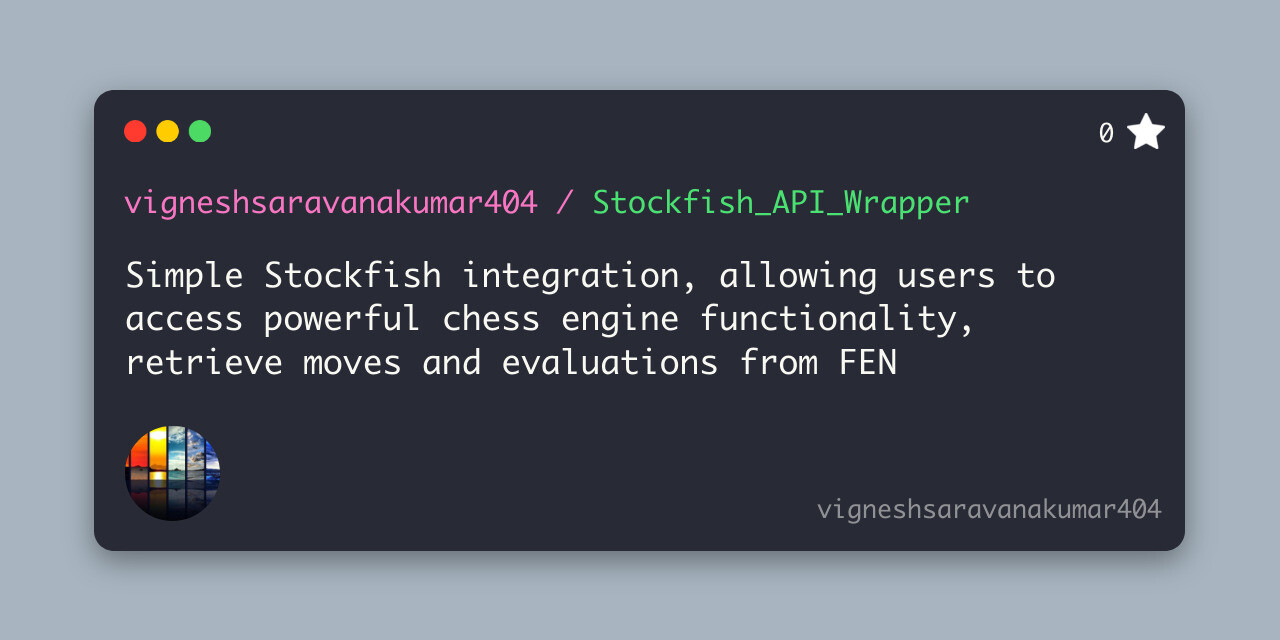 0
vigneshsaravanakumar404 / Stockfish_API_Wrapper
Simple Stockfish integration, allowing users to
access powerful chess engine functionality,
retrieve moves and evaluations from FEN
vigneshsaravanakumar404